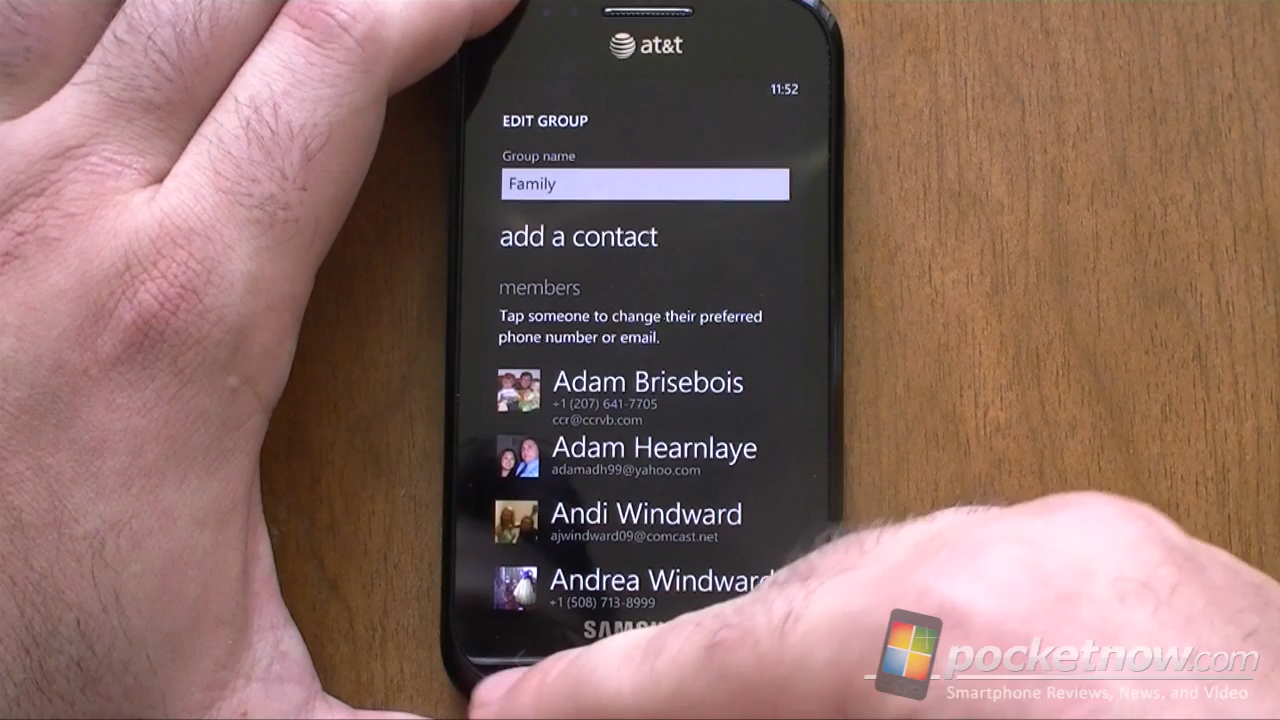 at&t
11:52
EDIT GROUP
Group name
Family
add a contact
members
Tap someone to change their preferred
phone number or email.
Adam Brisebois
+1 (207) 641-7705
ccr@ccrvb.com
Adam Hearnlaye
adamadh99@yahoo.com
Andi Windward
ajwindward09@comcast.net
Andrea Windward
+1 (508) 713-8999
SAMSU
pocketnow.com
Smartphone Reviews, News, and Video